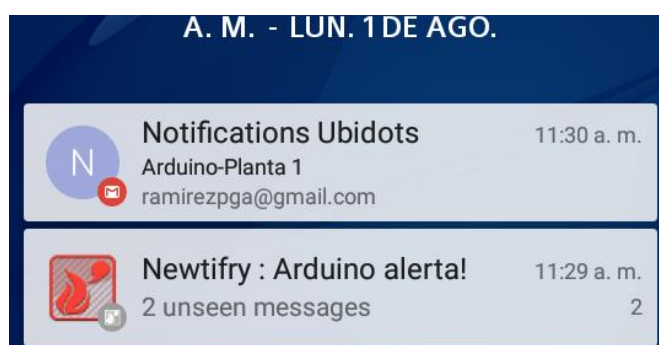 A. M. - LUN. 1 DE AGO.
Notifications Ubidots 11:30 a. m.
Arduino-Planta 1
ramirezpga@gmail.com
Newtifry : Arduino alerta! 11:29 a. m.
2 unseen messages 2
N